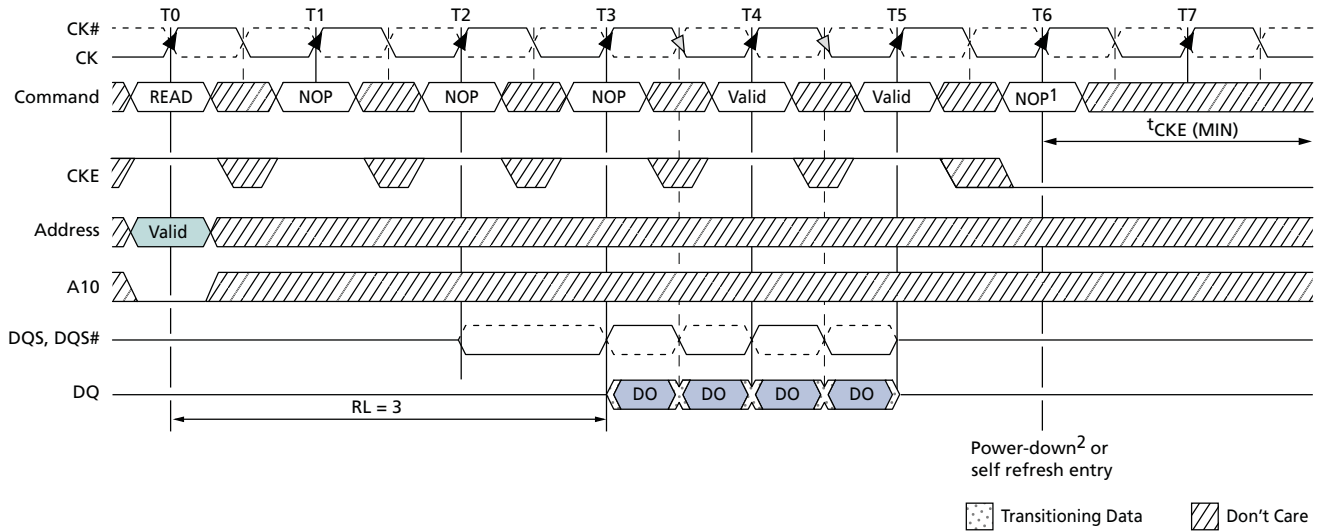 T0 T1 T2 T3 T4 T5 T6 T7
CK#
CK
Command READ NOP NOP NOP Valid Valid NOP1
tCKE (MIN)
CKE
Address Valid
A10
DQS, DQS#
DQ DO DO DO DO
RL = 3
Power-down2 or
self refresh entry
Transitioning Data Don't Care